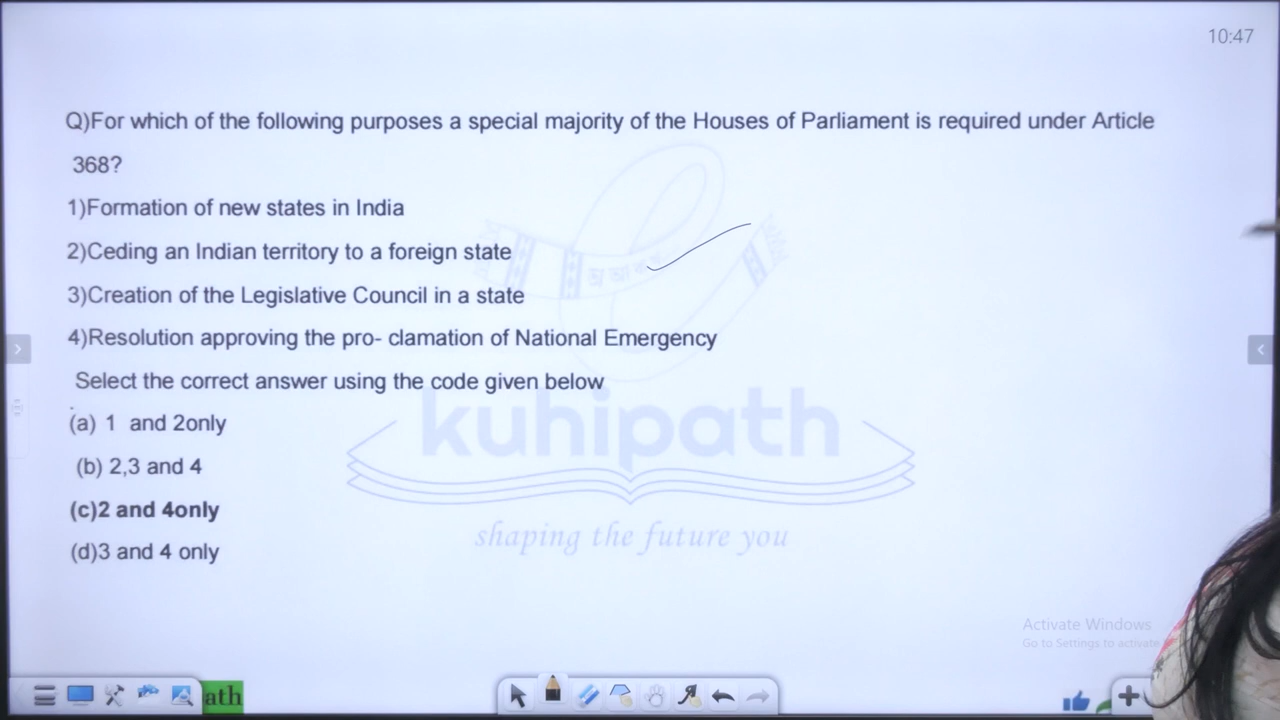 10:47
Q)For which of the following purposes a special majority of the Houses of Parliament is required under Article
368?
1)Formation of new states in India
2)Ceding an Indian territory to a foreign state
3)Creation of the Legislative Council in a state
4)Resolution approving the pro- clamation of National Emergency
Select the correct answer using the code given below
(a) 1 and 2only
(b) 2,3 and 4
(c)2 and 4only
(d)3 and 4 only
kuhipath
shaping the future you
Activate Windows
Go to Settings to activate
ath